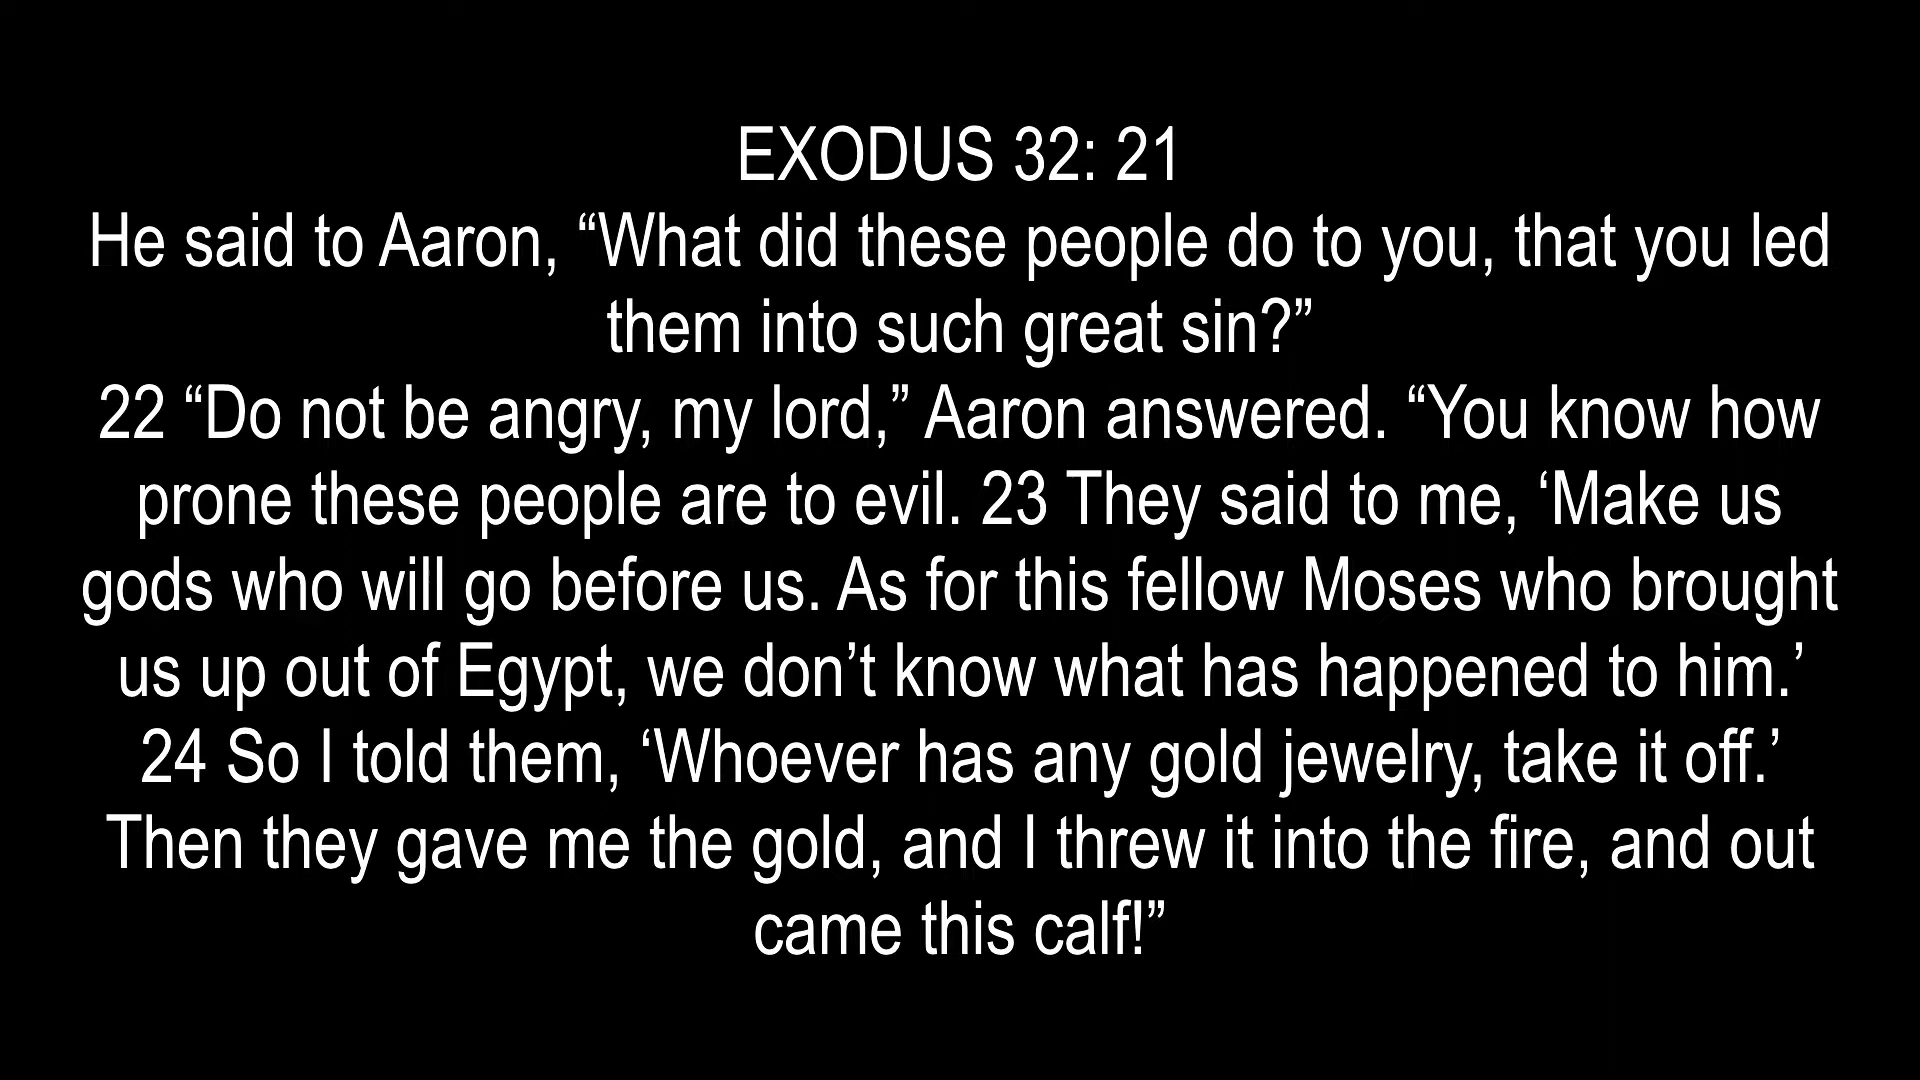 EXODUS 32: 21
He said to Aaron, “What did these people do to you, that you led
them into such great sin?”
22 “Do not be angry, my lord,” Aaron answered. “You know how
prone these people are to evil. 23 They said to me, ‘Make us
gods who will go before us. As for this fellow Moses who brought
us up out of Egypt, we don’t know what has happened to him.’
24 So I told them, ‘Whoever has any gold jewelry, take it off.’
Then they gave me the gold, and I threw it into the fire, and out
came this calf!”